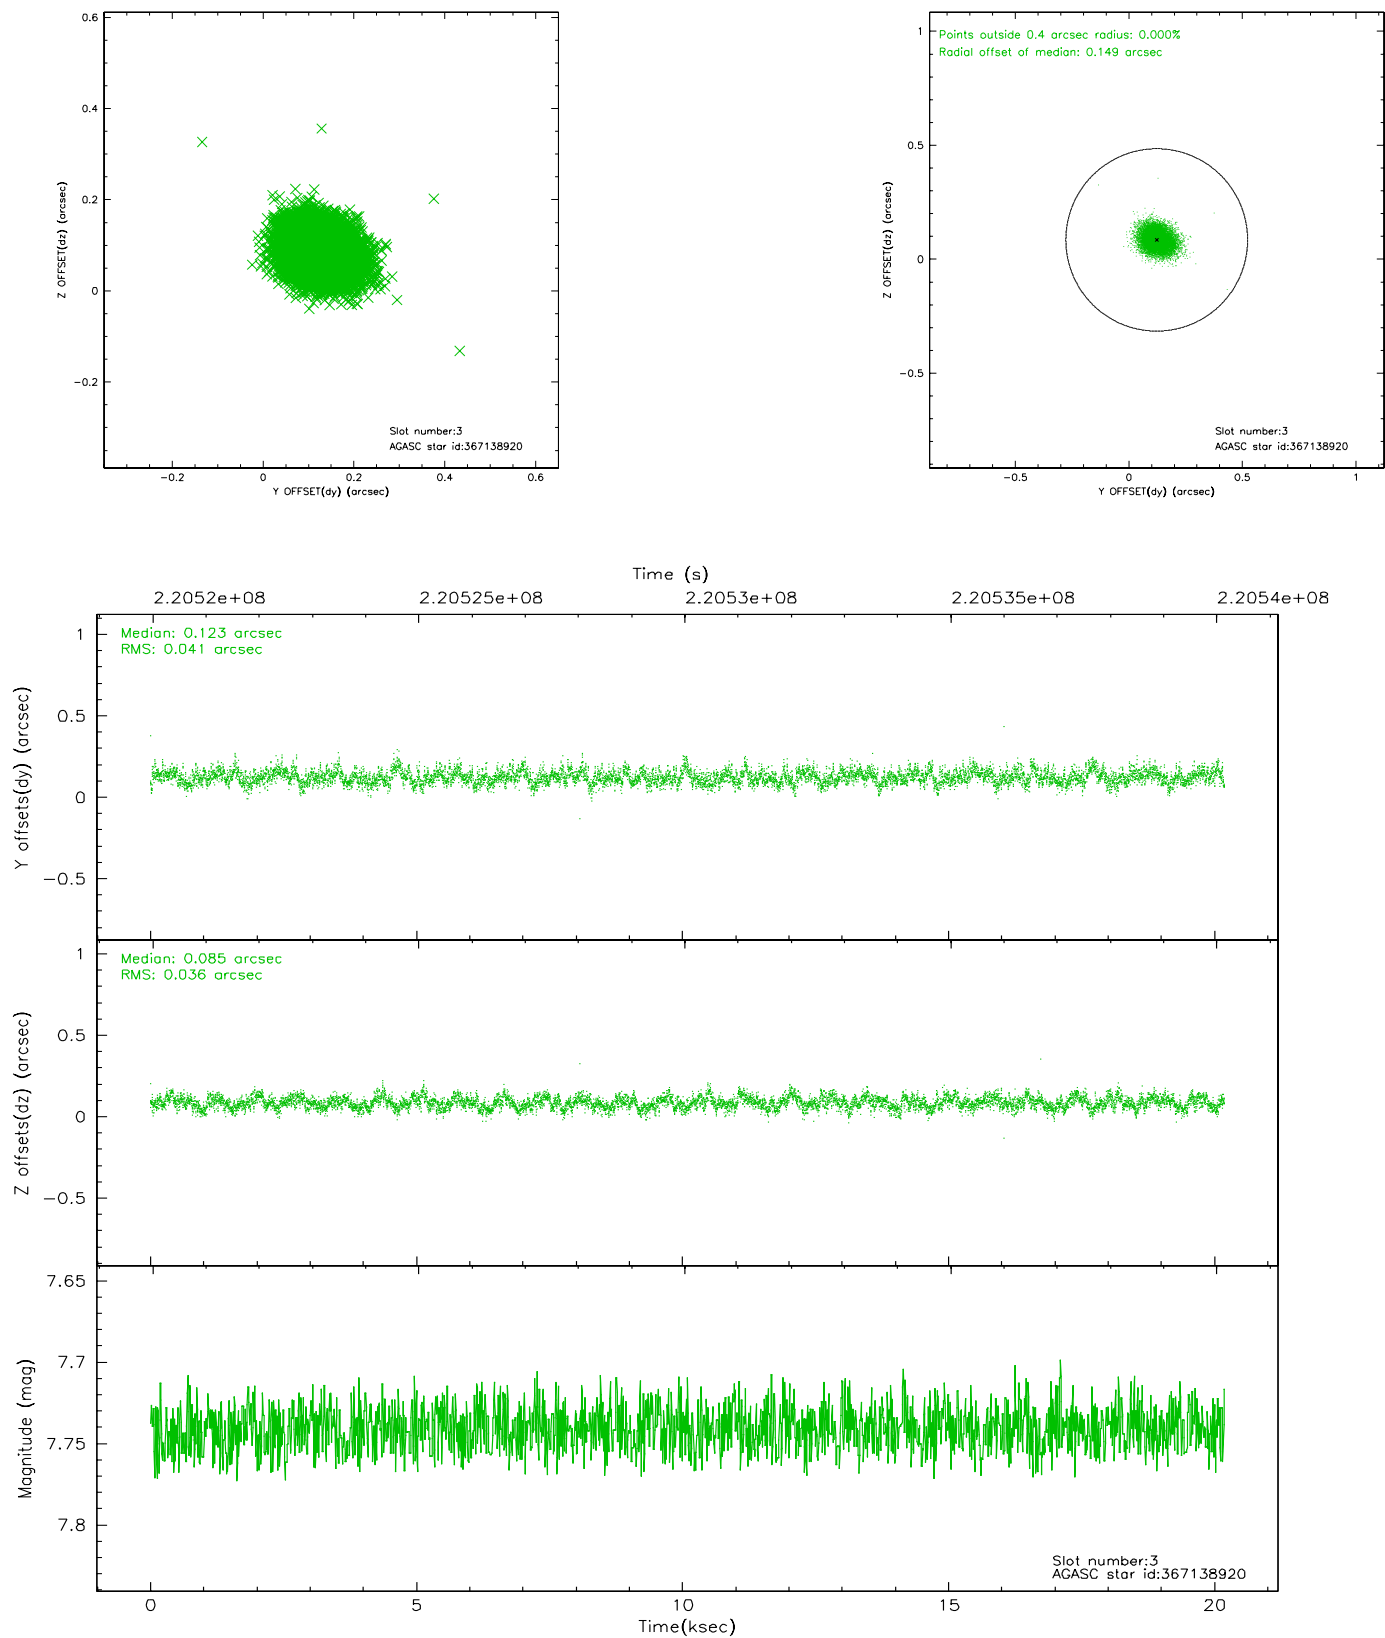 0.6
0.4
0.2
0
−0.2
Z OFFSET(dz) (arcsec)
Slot number:3
AGASC star id:367138920
−0.2 0 0.2 0.4 0.6
Y OFFSET(dy) (arcsec)
Points outside 0.4 arcsec radius: 0.000%
Radial offset of median: 0.149 arcsec
1
0.5
0
−0.5
Z OFFSET(dz) (arcsec)
Slot number:3
AGASC star id:367138920
−0.5 0 0.5 1
Y OFFSET(dy) (arcsec)
Time (s)
2.2052e+08 2.20525e+08 2.2053e+08 2.20535e+08 2.2054e+08
Median: 0.123 arcsec
RMS: 0.041 arcsec
1
0.5
0
−0.5
Y offsets(dy) (arcsec)
Median: 0.085 arcsec
RMS: 0.036 arcsec
1
0.5
0
−0.5
Z offsets(dz) (arcsec)
7.65
7.7
7.75
7.8
Magnitude (mag)
Slot number:3
AGASC star id:367138920
0 5 10 15 20
Time(ksec)